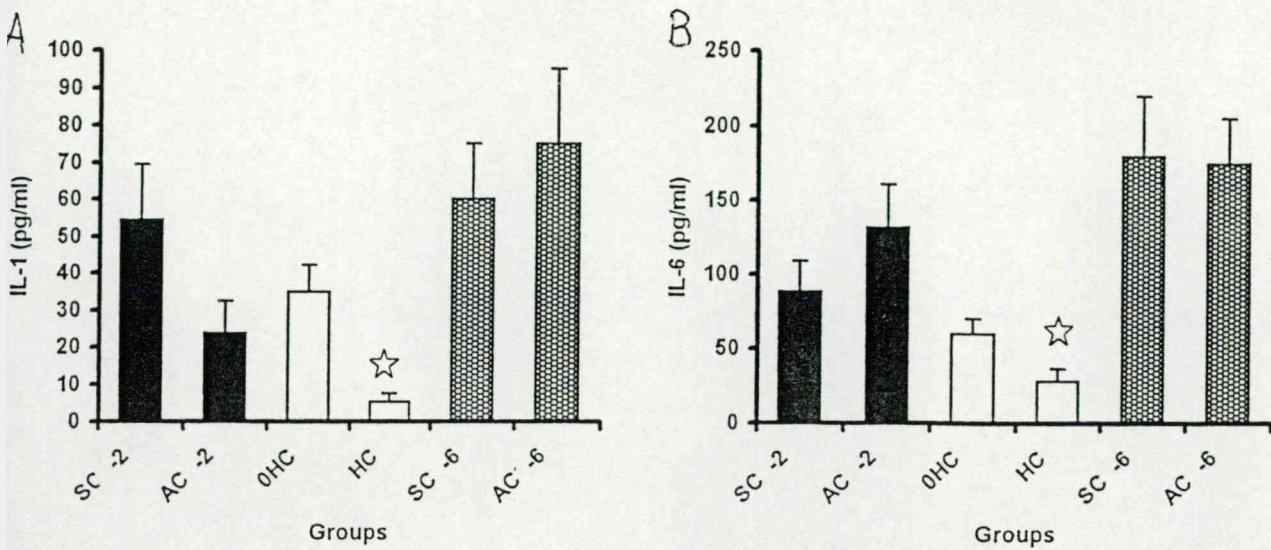 A
100
90
80
70
60
50
40
30
20
10
0
IL-1 (pg/ml)
SC -2
AC -2
0HC
HC
SC -6
AC -6
Groups
B
250
200
150
100
50
0
IL-6 (pg/ml)
SC -2
AC -2
0HC
HC
SC -6
AC -6
Groups